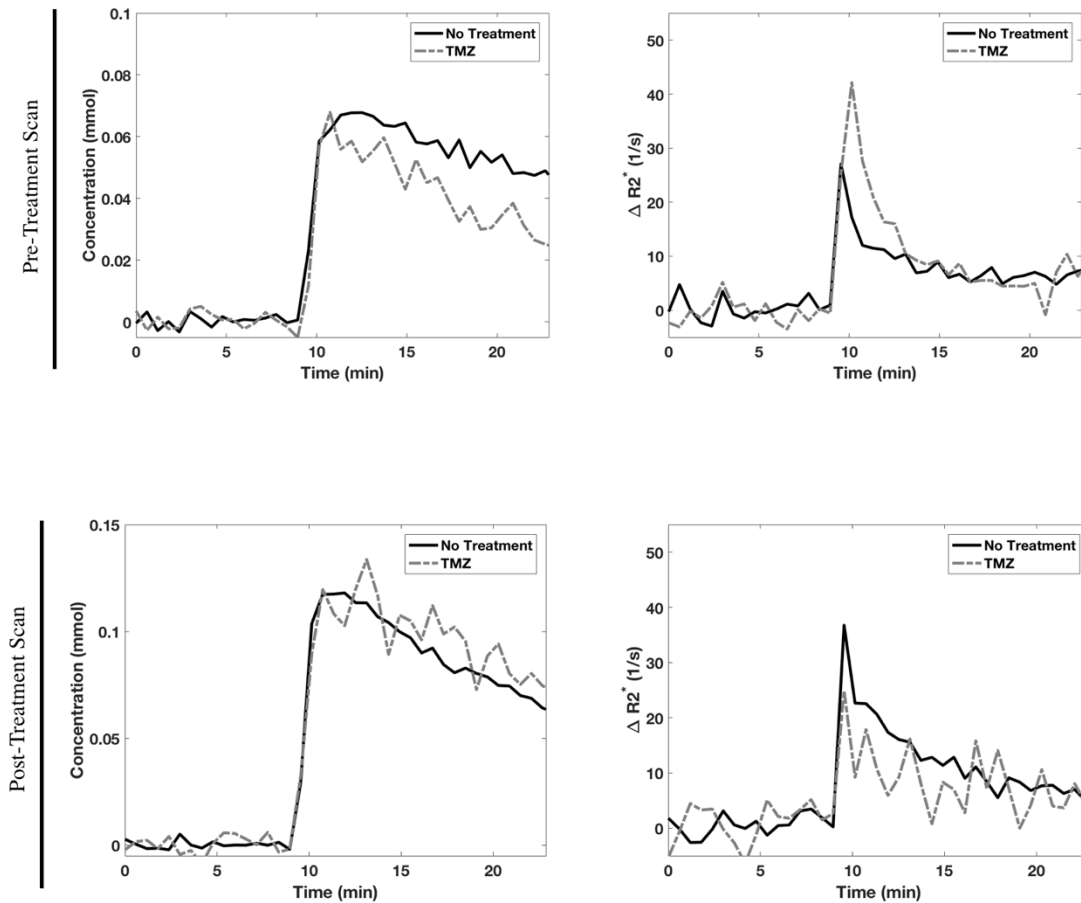 Pre-Treatment Scan
Concentration (mmol)
0.1
0.08
0.06
0.04
0.02
0
0 5 10 15 20
Time (min)
No Treatment
TMZ
Δ R2* (1/s)
50
40
30
20
10
0
0 5 10 15 20
Time (min)
No Treatment
TMZ
Post-Treatment Scan
Concentration (mmol)
0.15
0.1
0.05
0
0 5 10 15 20
Time (min)
No Treatment
TMZ
Δ R2* (1/s)
50
40
30
20
10
0
0 5 10 15 20
Time (min)
No Treatment
TMZ